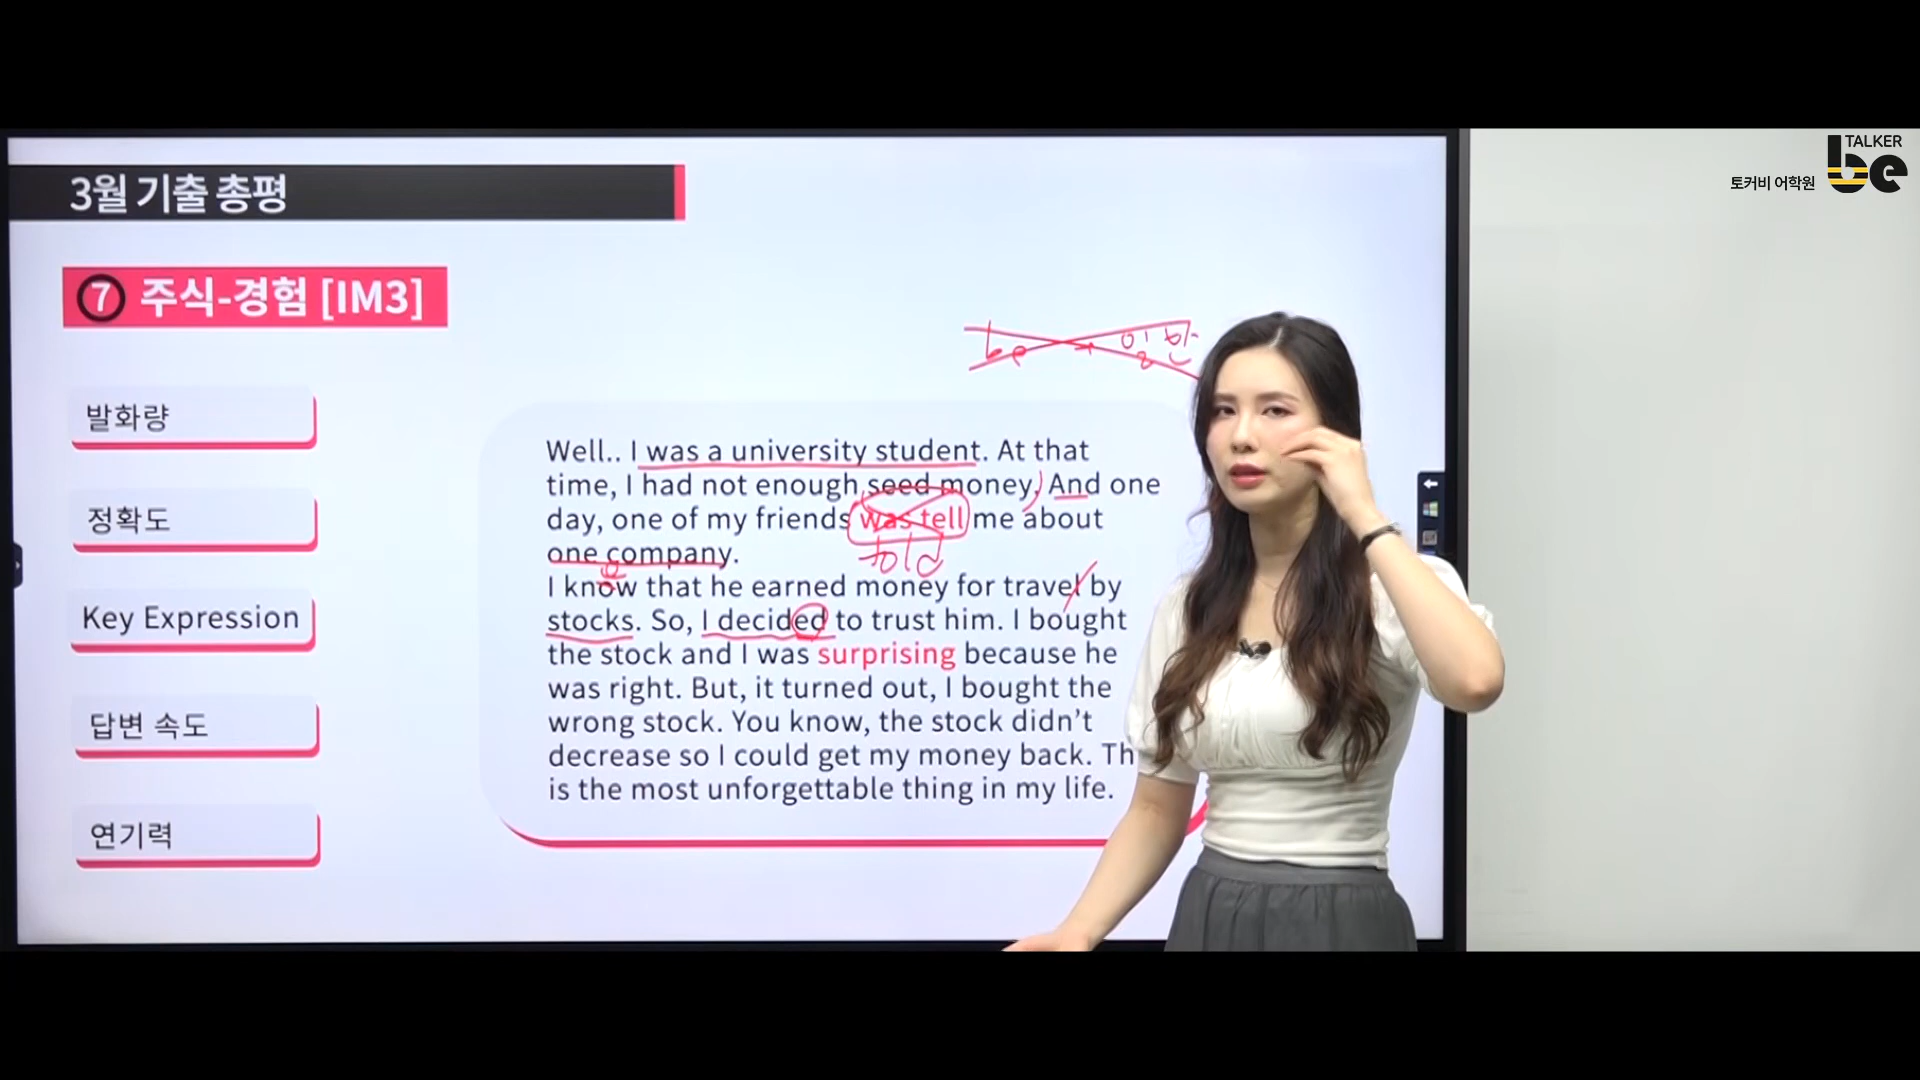 TALKER
be
토커비 어학원
3월 기출 총평
7 주식-경험 [IM3]
be + 일반
발화량
정확도
Key Expression
답변 속도
연기력
Well.. I was a university student. At that
time, I had not enough seed money, And one
day, one of my friends was tell me about
told
one company.
I know that he earned money for travel by
stocks. So, I decided to trust him. I bought
the stock and I was surprising because he
was right. But, it turned out, I bought the
wrong stock. You know, the stock didn't
decrease so I could get my money back. Th
is the most unforgettable thing in my life.